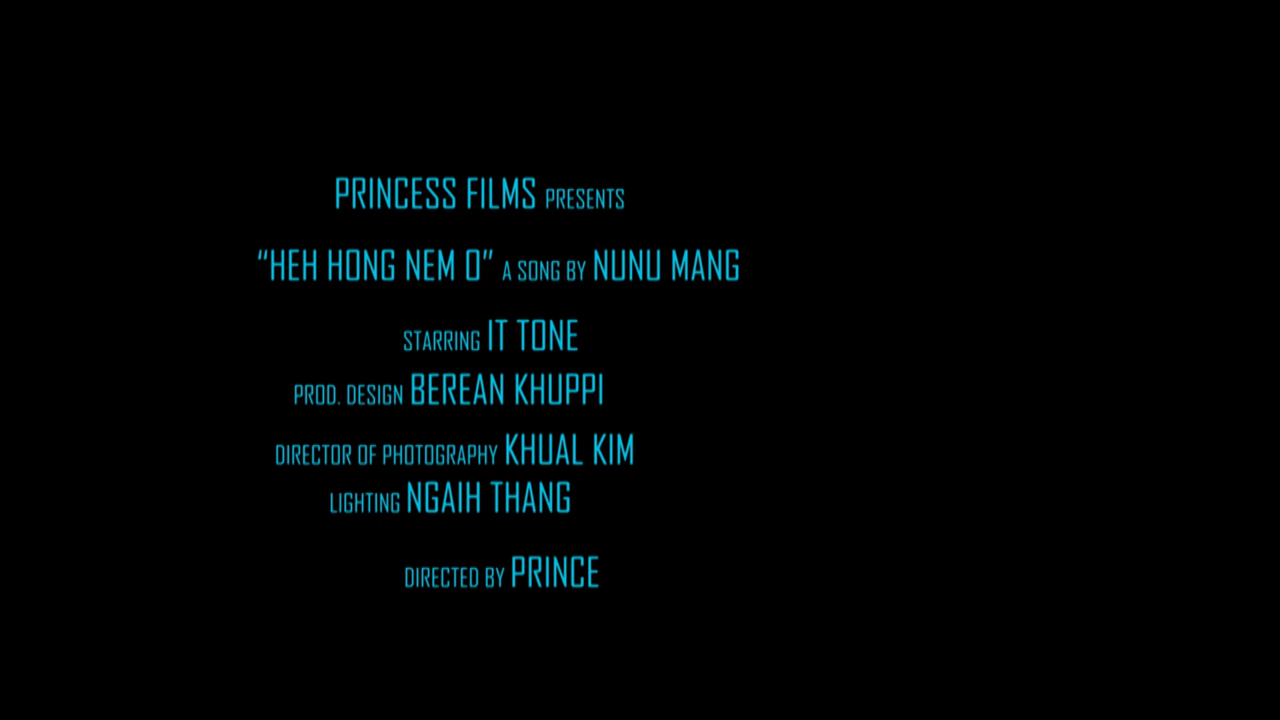 PRINCESS FILMS PRESENTS
“HEH HONG NEM O” A SONG BY NUNU MANG
STARRING IT TONE
PROD. DESIGN BEREAN KHUPPI
DIRECTOR OF PHOTOGRAPHY KHUAL KIM
LIGHTING NGAIH THANG
DIRECTED BY PRINCE